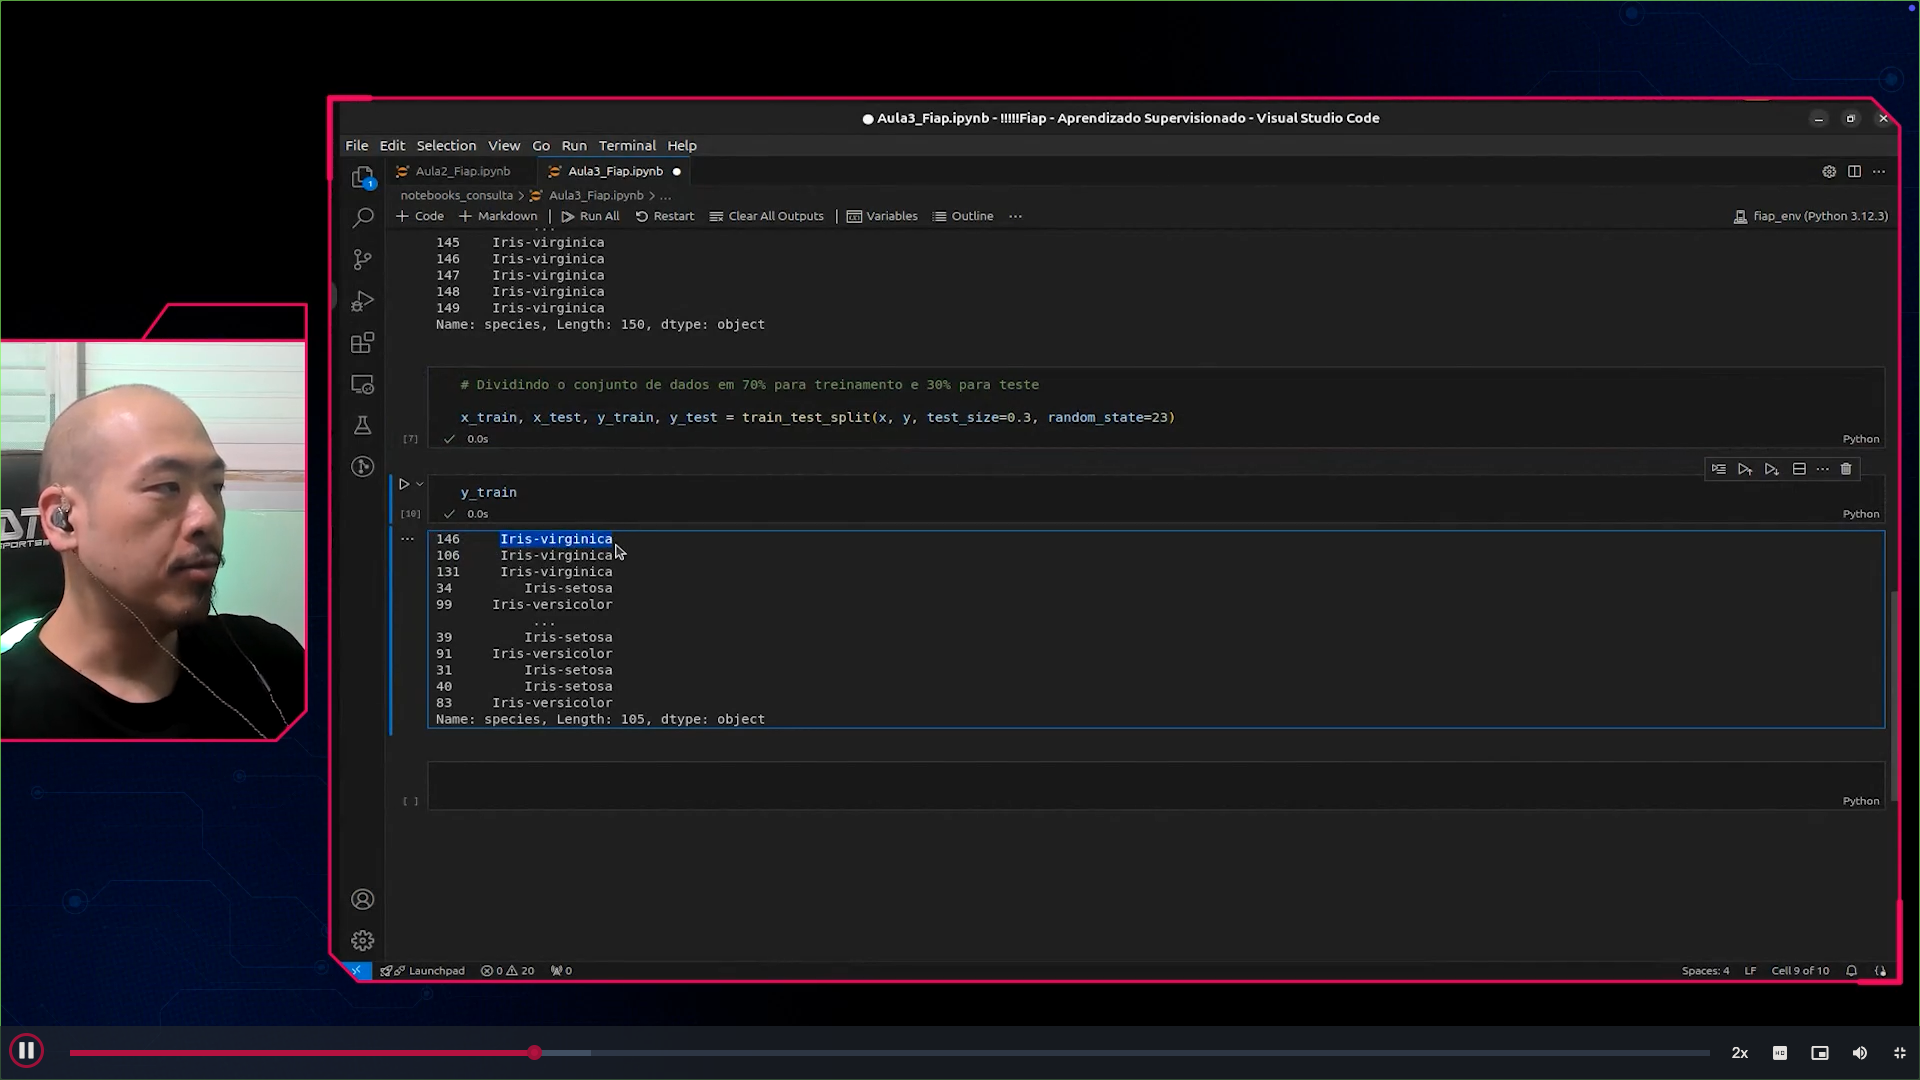 ● Aula3_Fiap.ipynb - !!!!!Fiap - Aprendizado Supervisionado - Visual Studio Code
File Edit Selection View Go Run Terminal Help
Aula2_Fiap.ipynb Aula3_Fiap.ipynb ●
1
notebooks_consulta > Aula3_Fiap.ipynb > ...
+ Code + Markdown | Run All Restart Clear All Outputs | Variables Outline ... fiap_env (Python 3.12.3)
...
145 Iris-virginica
146 Iris-virginica
147 Iris-virginica
148 Iris-virginica
149 Iris-virginica
Name: species, Length: 150, dtype: object
# Dividindo o conjunto de dados em 70% para treinamento e 30% para teste
x_train, x_test, y_train, y_test = train_test_split(x, y, test_size=0.3, random_state=23)
[7] 0.0s Python
y_train
[10] 0.0s Python
146 Iris-virginica
106 Iris-virginica
131 Iris-virginica
34 Iris-setosa
99 Iris-versicolor
...
39 Iris-setosa
91 Iris-versicolor
31 Iris-setosa
40 Iris-setosa
83 Iris-versicolor
Name: species, Length: 105, dtype: object
[ ] Python
Launchpad 0 20 0 Spaces: 4 LF Cell 9 of 10
2x HD